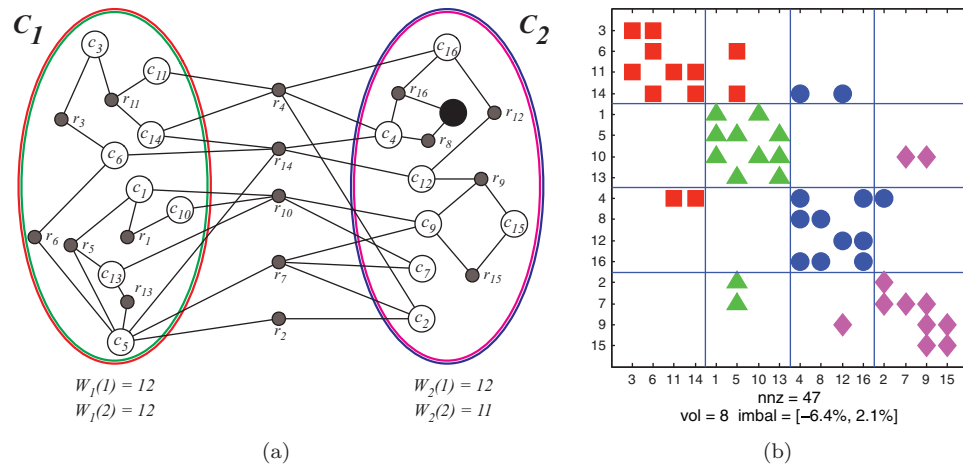 C1
C2
c3
c16
c11
r16
r11
r4
r3
r12
c14
c4
r8
c6
r14
c12
r9
c1
r10
c10
r6
r5
r1
c9
c15
c13
c7
r7
r15
r13
c5
r2
c2
W1(1) = 12
W1(2) = 12
W2(1) = 12
W2(2) = 11
(a)
3
6
11
14
1
5
10
13
4
8
12
16
2
7
9
15
3 6 11 14 1 5 10 13 4 8 12 16 2 7 9 15
nnz = 47
vol = 8 imbal = [−6.4%, 2.1%]
(b)